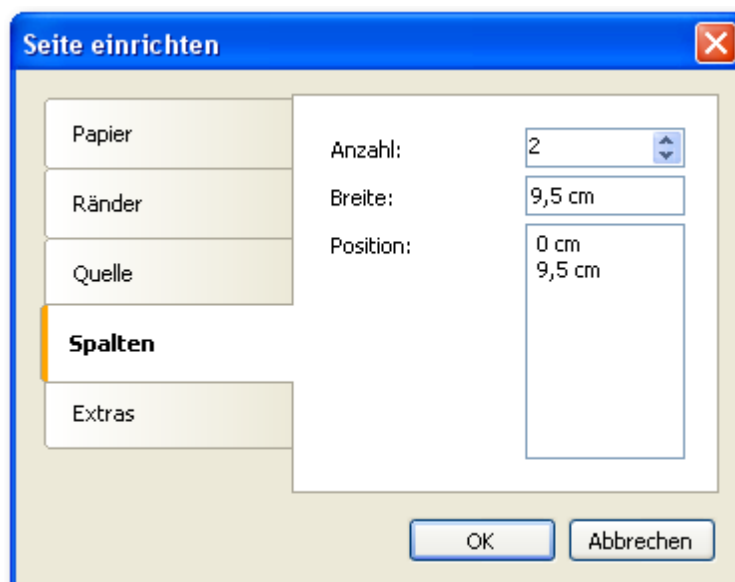 Seite einrichten
Papier
Ränder
Quelle
Spalten
Extras
Anzahl: 2
Breite: 9,5 cm
Position: 0 cm
9,5 cm
OK Abbrechen